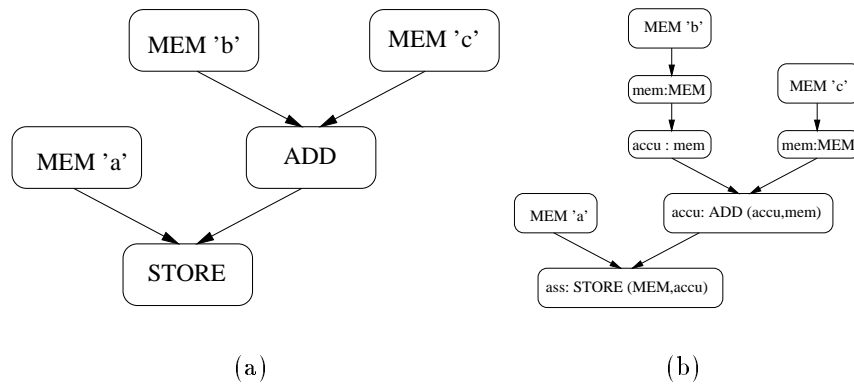 MEM 'b'
MEM 'c'
MEM 'a'
ADD
STORE
(a)
MEM 'b'
mem:MEM
MEM 'c'
accu : mem
mem:MEM
MEM 'a'
accu: ADD (accu,mem)
ass: STORE (MEM,accu)
(b)